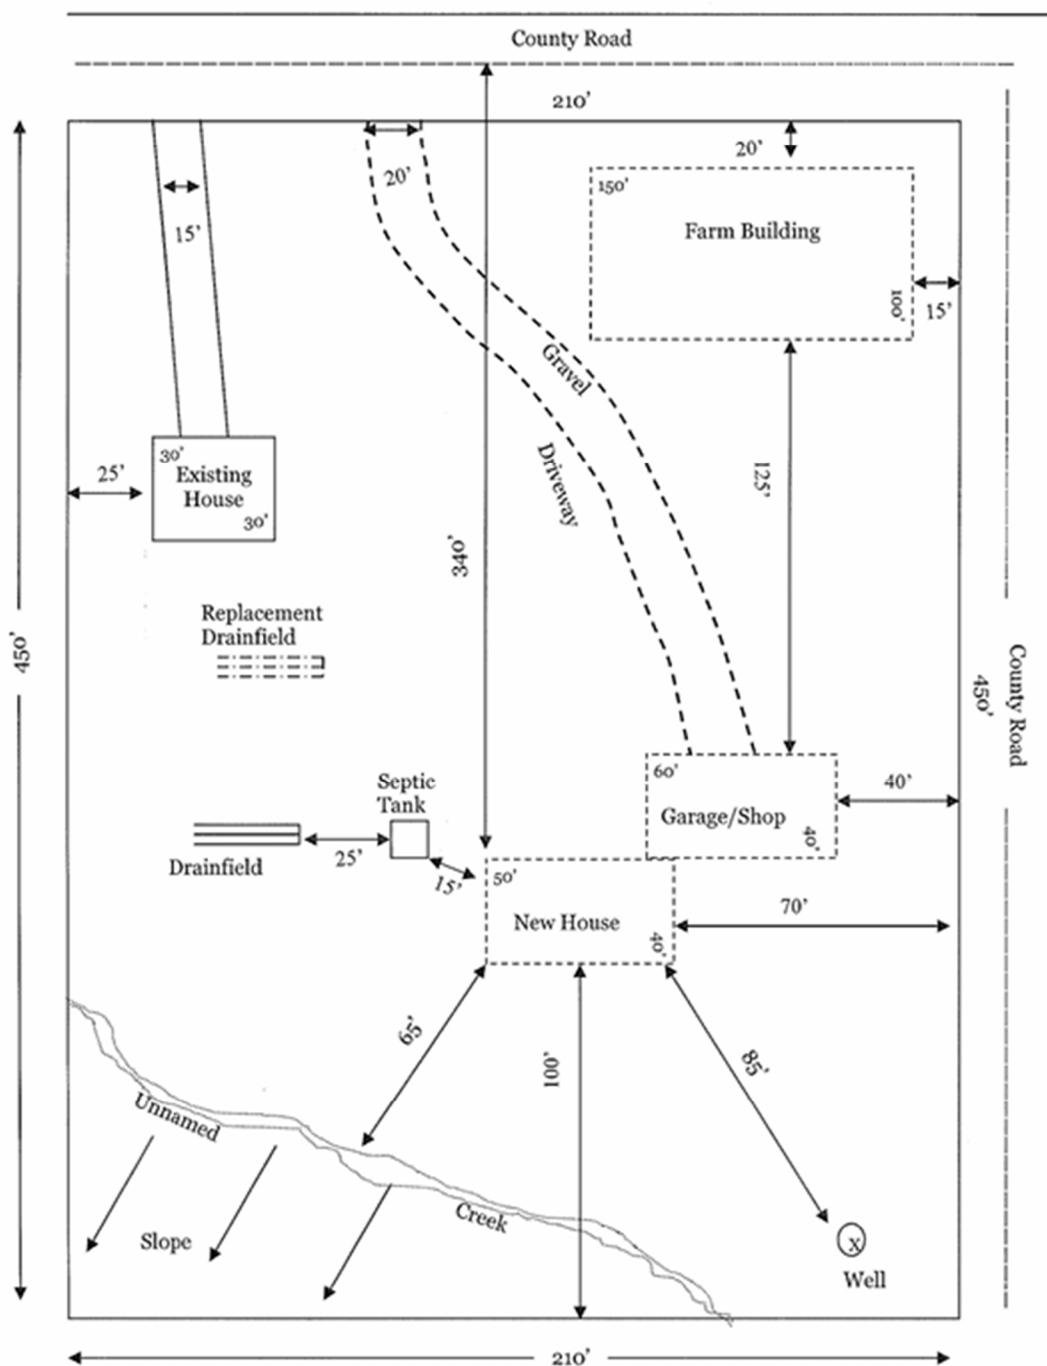 County Road
210'
20'
20'
150'
Farm Building
15'
100'
15'
Gravel
30'
Existing
House
30'
25'
Driveway
125'
340'
Replacement
Drainfield
450'
County Road
450'
60'
Garage/Shop
40'
40'
Septic
Tank
25'
Drainfield
15'
50'
New House
40'
70'
65'
100'
85'
Unnamed
Creek
Slope
X
Well
210'